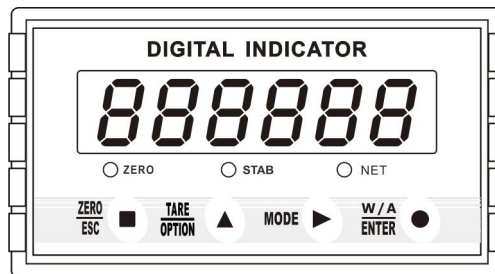 DIGITAL INDICATOR
888888
ZERO STAB NET
ZERO TARE MODE W/A
ESC OPTION ENTER